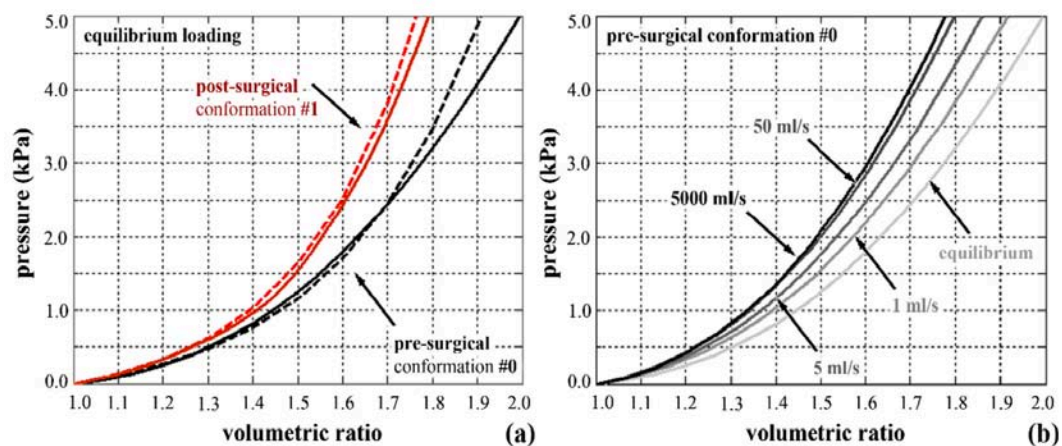 equilibrium loading
post-surgical
conformation #1
pre-surgical
conformation #0
pressure (kPa)
5.0
4.0
3.0
2.0
1.0
0.0
1.0 1.1 1.2 1.3 1.4 1.5 1.6 1.7 1.8 1.9 2.0
volumetric ratio
(a)
pre-surgical conformation #0
50 ml/s
5000 ml/s
equilibrium
1 ml/s
5 ml/s
pressure (kPa)
5.0
4.0
3.0
2.0
1.0
0.0
1.0 1.1 1.2 1.3 1.4 1.5 1.6 1.7 1.8 1.9 2.0
volumetric ratio
(b)